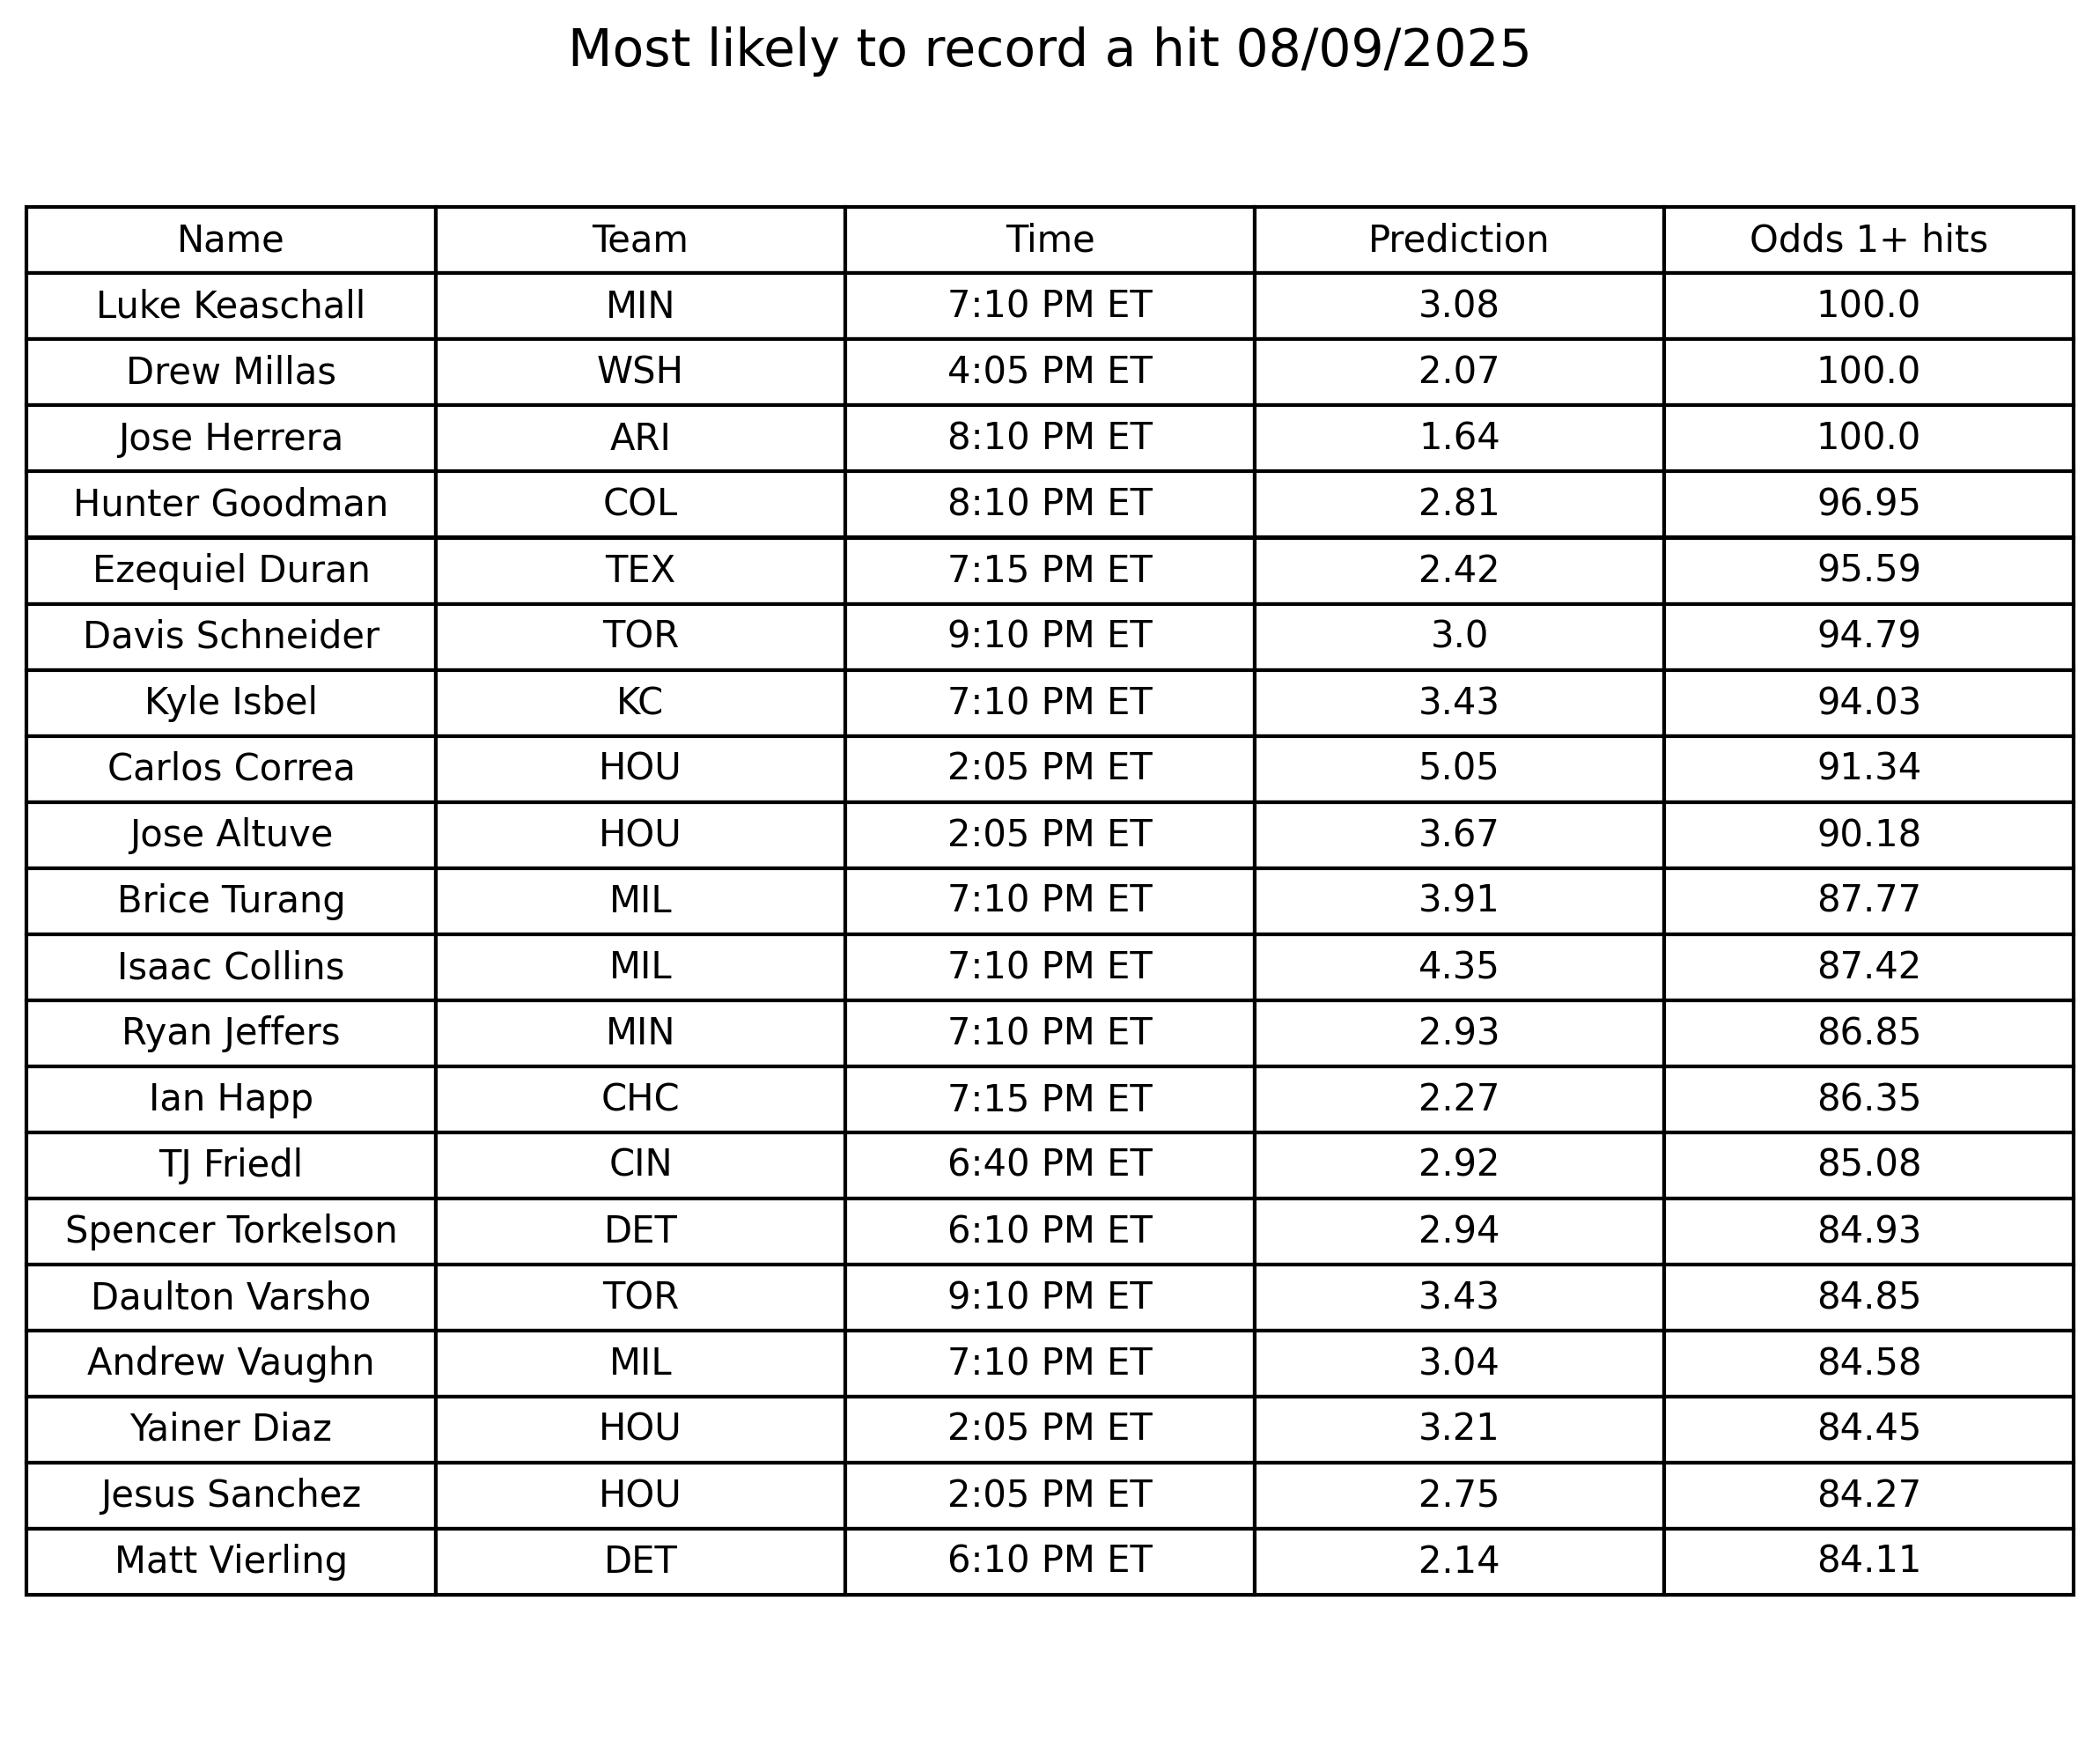 Most likely to record a hit 08/09/2025
Name Team Time Prediction Odds 1+ hits
Luke Keaschall MIN 7:10 PM ET 3.08 100.0
Drew Millas WSH 4:05 PM ET 2.07 100.0
Jose Herrera ARI 8:10 PM ET 1.64 100.0
Hunter Goodman COL 8:10 PM ET 2.81 96.95
Ezequiel Duran TEX 7:15 PM ET 2.42 95.59
Davis Schneider TOR 9:10 PM ET 3.0 94.79
Kyle Isbel KC 7:10 PM ET 3.43 94.03
Carlos Correa HOU 2:05 PM ET 5.05 91.34
Jose Altuve HOU 2:05 PM ET 3.67 90.18
Brice Turang MIL 7:10 PM ET 3.91 87.77
Isaac Collins MIL 7:10 PM ET 4.35 87.42
Ryan Jeffers MIN 7:10 PM ET 2.93 86.85
Ian Happ CHC 7:15 PM ET 2.27 86.35
TJ Friedl CIN 6:40 PM ET 2.92 85.08
Spencer Torkelson DET 6:10 PM ET 2.94 84.93
Daulton Varsho TOR 9:10 PM ET 3.43 84.85
Andrew Vaughn MIL 7:10 PM ET 3.04 84.58
Yainer Diaz HOU 2:05 PM ET 3.21 84.45
Jesus Sanchez HOU 2:05 PM ET 2.75 84.27
Matt Vierling DET 6:10 PM ET 2.14 84.11